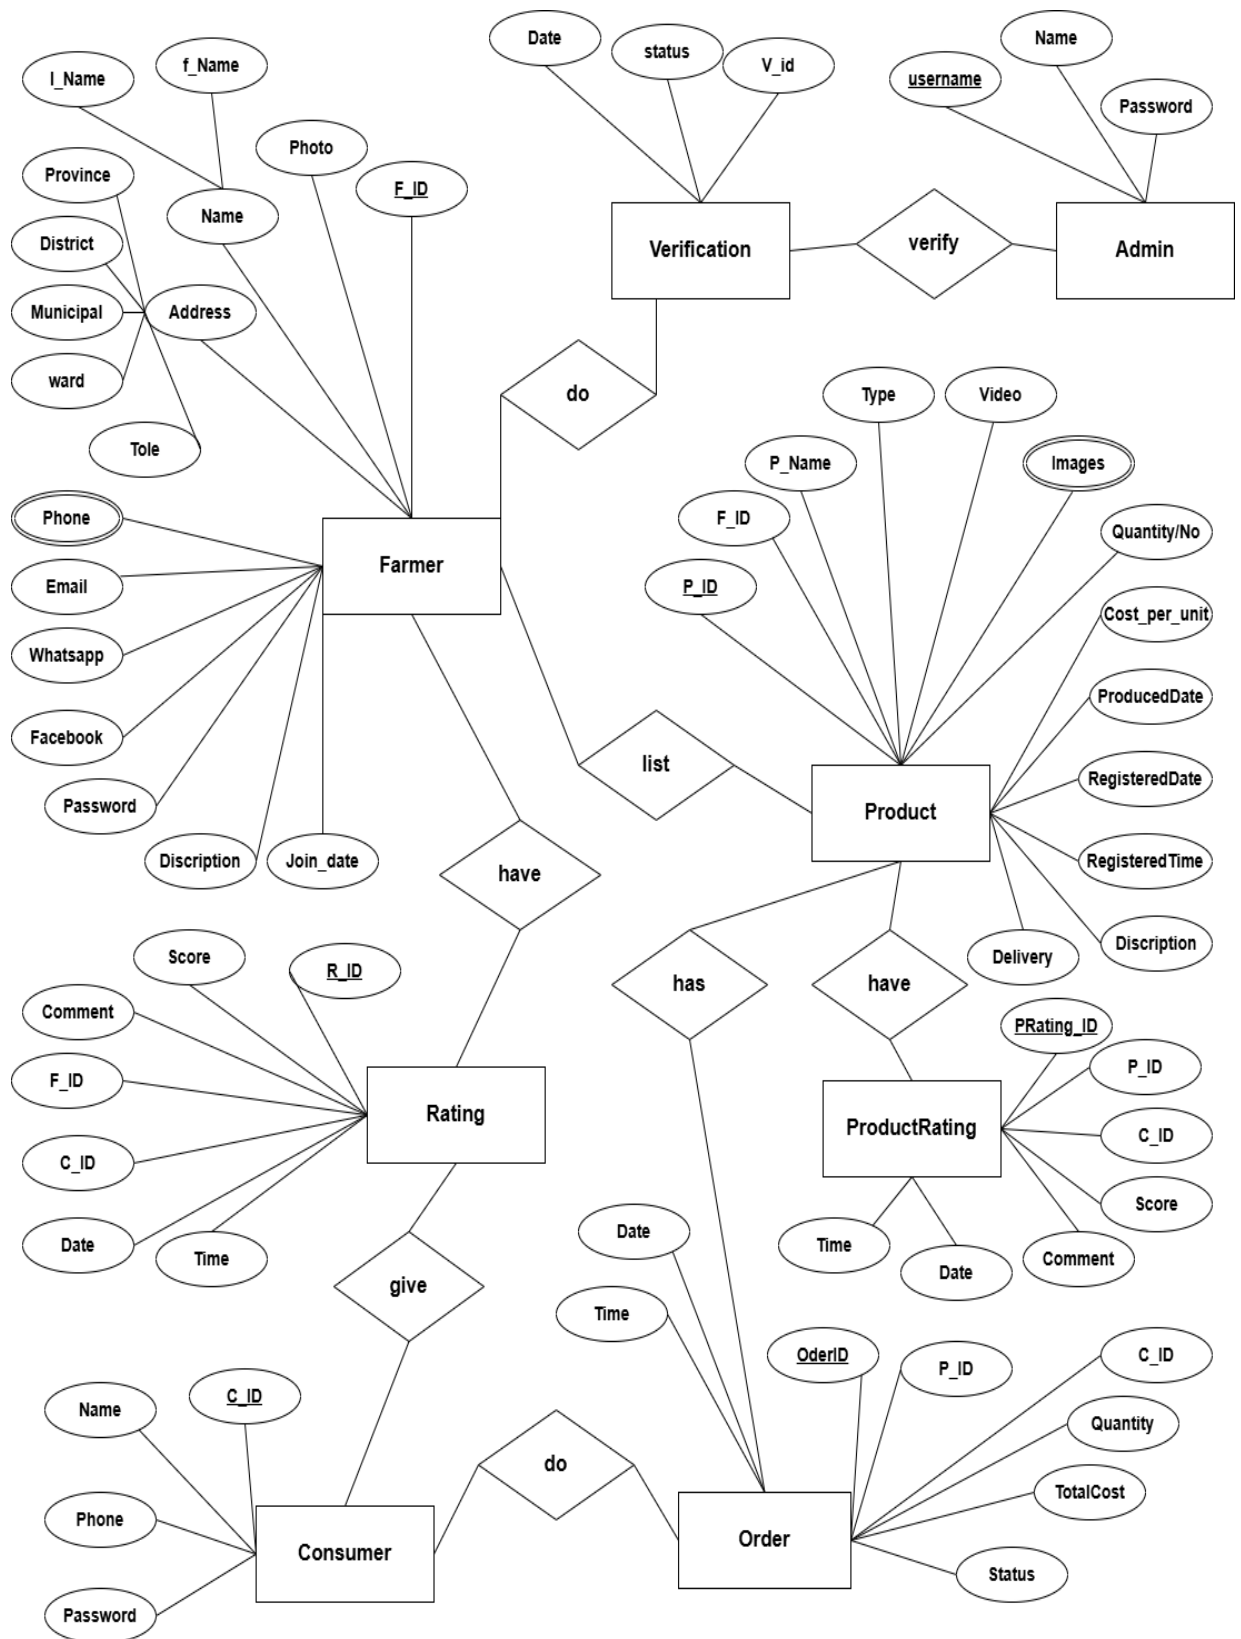 Date
status
V_id
username
Name
Password
l_Name
f_Name
Photo
F_ID
Province
Name
District
Municipal
Address
ward
Tole
Verification
verify
Admin
do
Type
Video
P_Name
Images
F_ID
Quantity/No
P_ID
Cost_per_unit
Phone
Email
Whatsapp
Facebook
Password
Discription
Join_date
Farmer
list
Product
ProducedDate
RegisteredDate
RegisteredTime
Discription
Delivery
have
has
have
Score
R_ID
Comment
F_ID
C_ID
Date
Time
Rating
PRating_ID
P_ID
ProductRating
C_ID
Score
Comment
Time
Date
give
Date
Time
OderID
P_ID
C_ID
Quantity
TotalCost
Status
Name
C_ID
Phone
Password
Consumer
do
Order